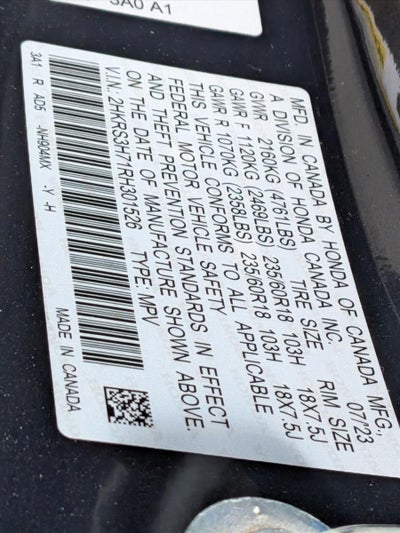 3A0 A1
MFD. IN CANADA BY HONDA OF CANADA MFG., 07/23
A DIVISION OF HONDA CANADA INC.
TIRE SIZE RIM SIZE
GVWR 2160KG (4761LBS)
GAWR F 1120KG (2469LBS) 235/60R18 103H 18X7.5J
GAWR R 1070KG (2358LBS) 235/60R18 103H 18X7.5J
THIS VEHICLE CONFORMS TO ALL APPLICABLE
FEDERAL MOTOR VEHICLE SAFETY
AND THEFT PREVENTION STANDARDS IN EFFECT
ON THE DATE OF MANUFACTURE SHOWN ABOVE.
V.I.N. 2HKRS3H71RH301526 TYPE: MPV
3A1 R AD5 -Y -H MADE IN CANADA